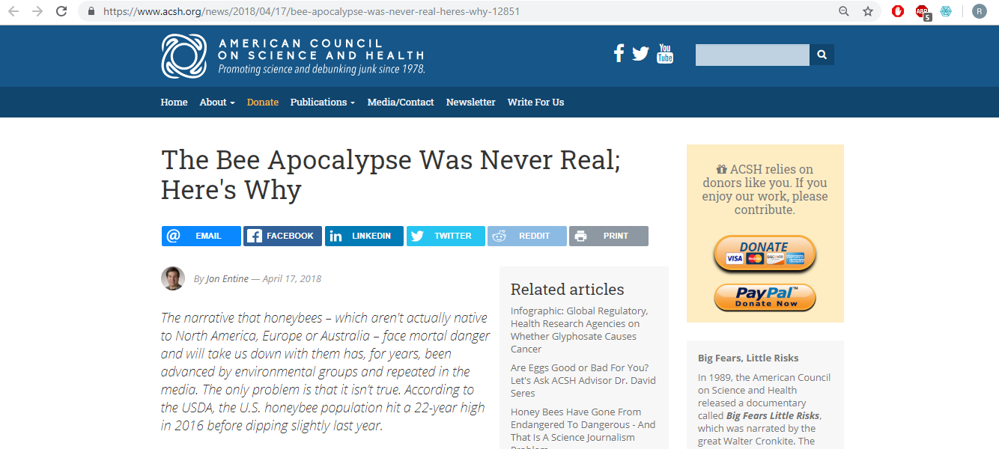 https://www.acsh.org/news/2018/04/17/bee-apocalypse-was-never-real-heres-why-12851
ABP
5
R
AMERICAN COUNCIL
ON SCIENCE AND HEALTH
Promoting science and debunking junk since 1978.
You
Tube
Home
About
Donate
Publications
Media/Contact
Newsletter
Write For Us
The Bee Apocalypse Was Never Real;
Here's Why
EMAIL
FACEBOOK
LINKEDIN
TWITTER
REDDIT
PRINT
By Jon Entine — April 17, 2018
The narrative that honeybees – which aren't actually native
to North America, Europe or Australia – face mortal danger
and will take us down with them has, for years, been
advanced by environmental groups and repeated in the
media. The only problem is that it isn’t true. According to
the USDA, the U.S. honeybee population hit a 22-year high
in 2016 before dipping slightly last year.
Related articles
Infographic: Global Regulatory,
Health Research Agencies on
Whether Glyphosate Causes
Cancer
Are Eggs Good or Bad For You?
Let's Ask ACSH Advisor Dr. David
Seres
Honey Bees Have Gone From
Endangered To Dangerous - And
That Is A Science Journalism
Problem
ACSH relies on
donors like you. If you
enjoy our work, please
contribute.
DONATE
VISA MasterCard DISCOVER
PayPal™
Donate Now
Big Fears, Little Risks
In 1989, the American Council
on Science and Health
released a documentary
called Big Fears Little Risks,
which was narrated by the
great Walter Cronkite. The